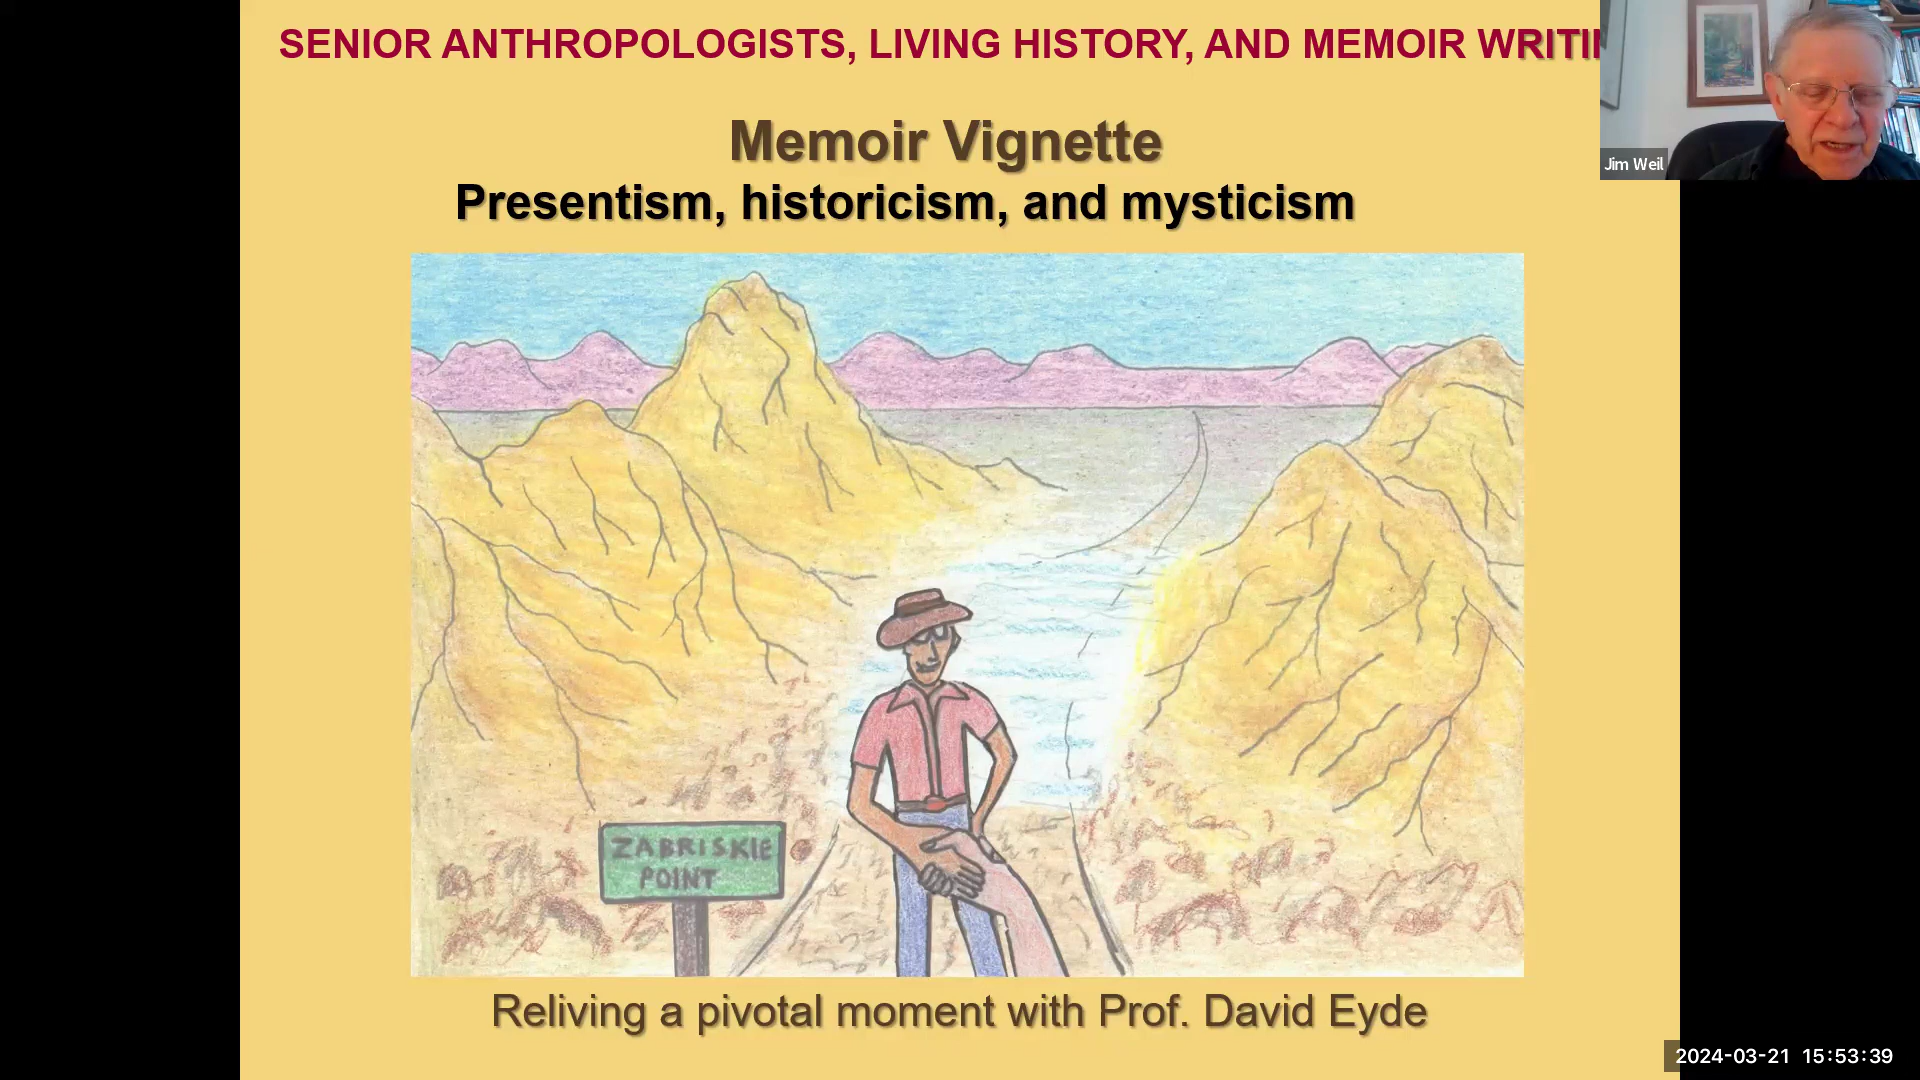 SENIOR ANTHROPOLOGISTS, LIVING HISTORY, AND MEMOIR
Memoir Vignette
Presentism, historicism, and mysticism
Jim Weil
ZABRISKIE
POINT
Reliving a pivotal moment with Prof. David Eyde
2024-03-21 15:53:39